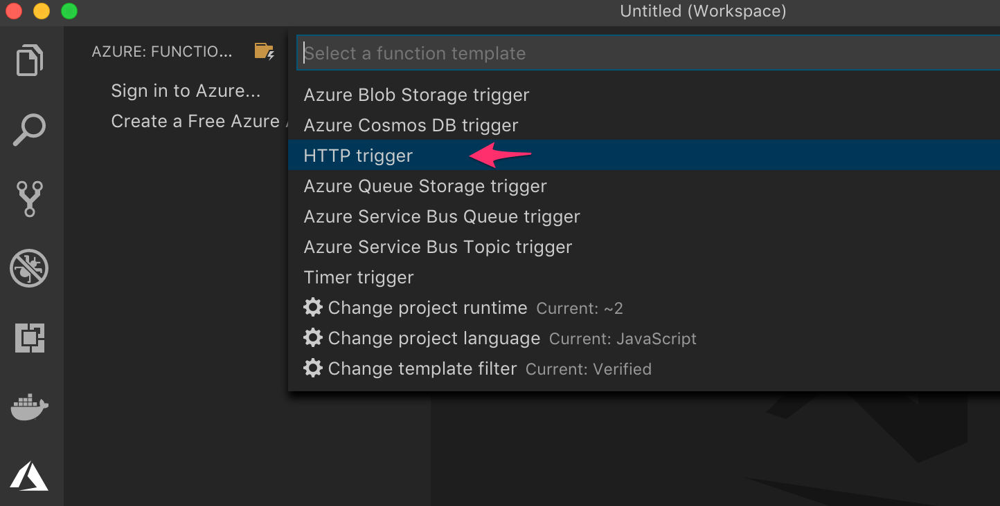 Untitled (Workspace)
AZURE: FUNCTIO...
Sign in to Azure...
Create a Free Azure
Select a function template
Azure Blob Storage trigger
Azure Cosmos DB trigger
HTTP trigger
Azure Queue Storage trigger
Azure Service Bus Queue trigger
Azure Service Bus Topic trigger
Timer trigger
Change project runtime Current: ~2
Change project language Current: JavaScript
Change template filter Current: Verified